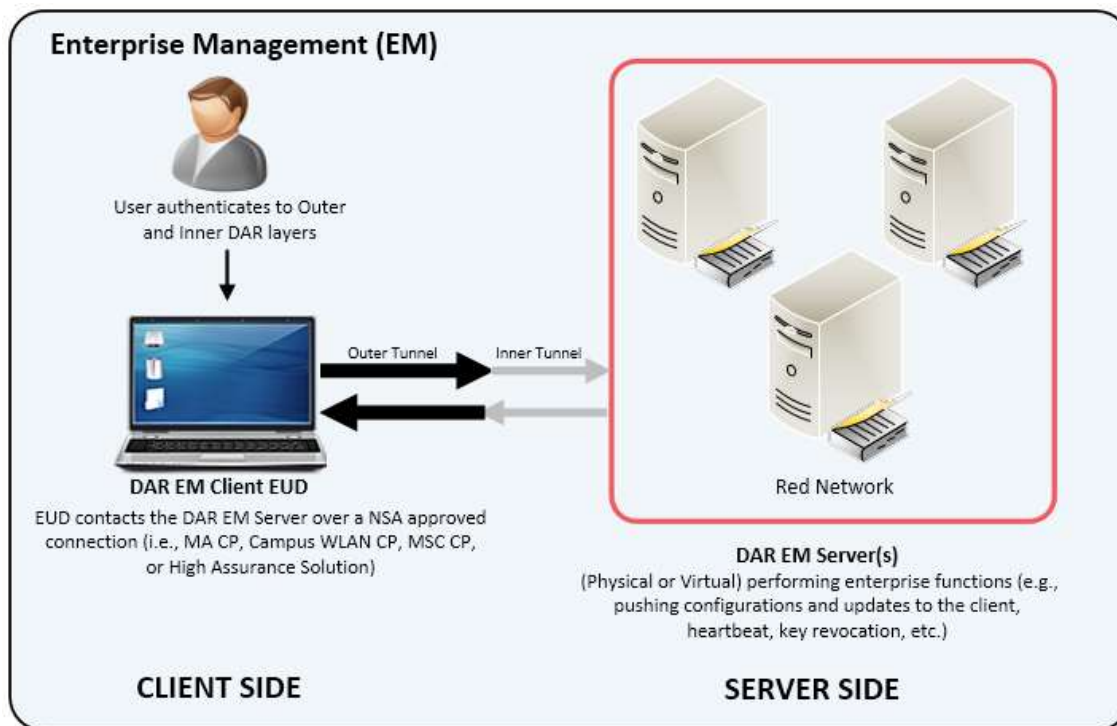 Enterprise Management (EM)
User authenticates to Outer
and Inner DAR layers
Outer Tunnel
Inner Tunnel
DAR EM Client EUD
EUD contacts the DAR EM Server over a NSA approved
connection (i.e., MA CP, Campus WLAN CP, MSC CP,
or High Assurance Solution)
CLIENT SIDE
Red Network
DAR EM Server(s)
(Physical or Virtual) performing enterprise functions (e.g.,
pushing configurations and updates to the client,
heartbeat, key revocation, etc.)
SERVER SIDE